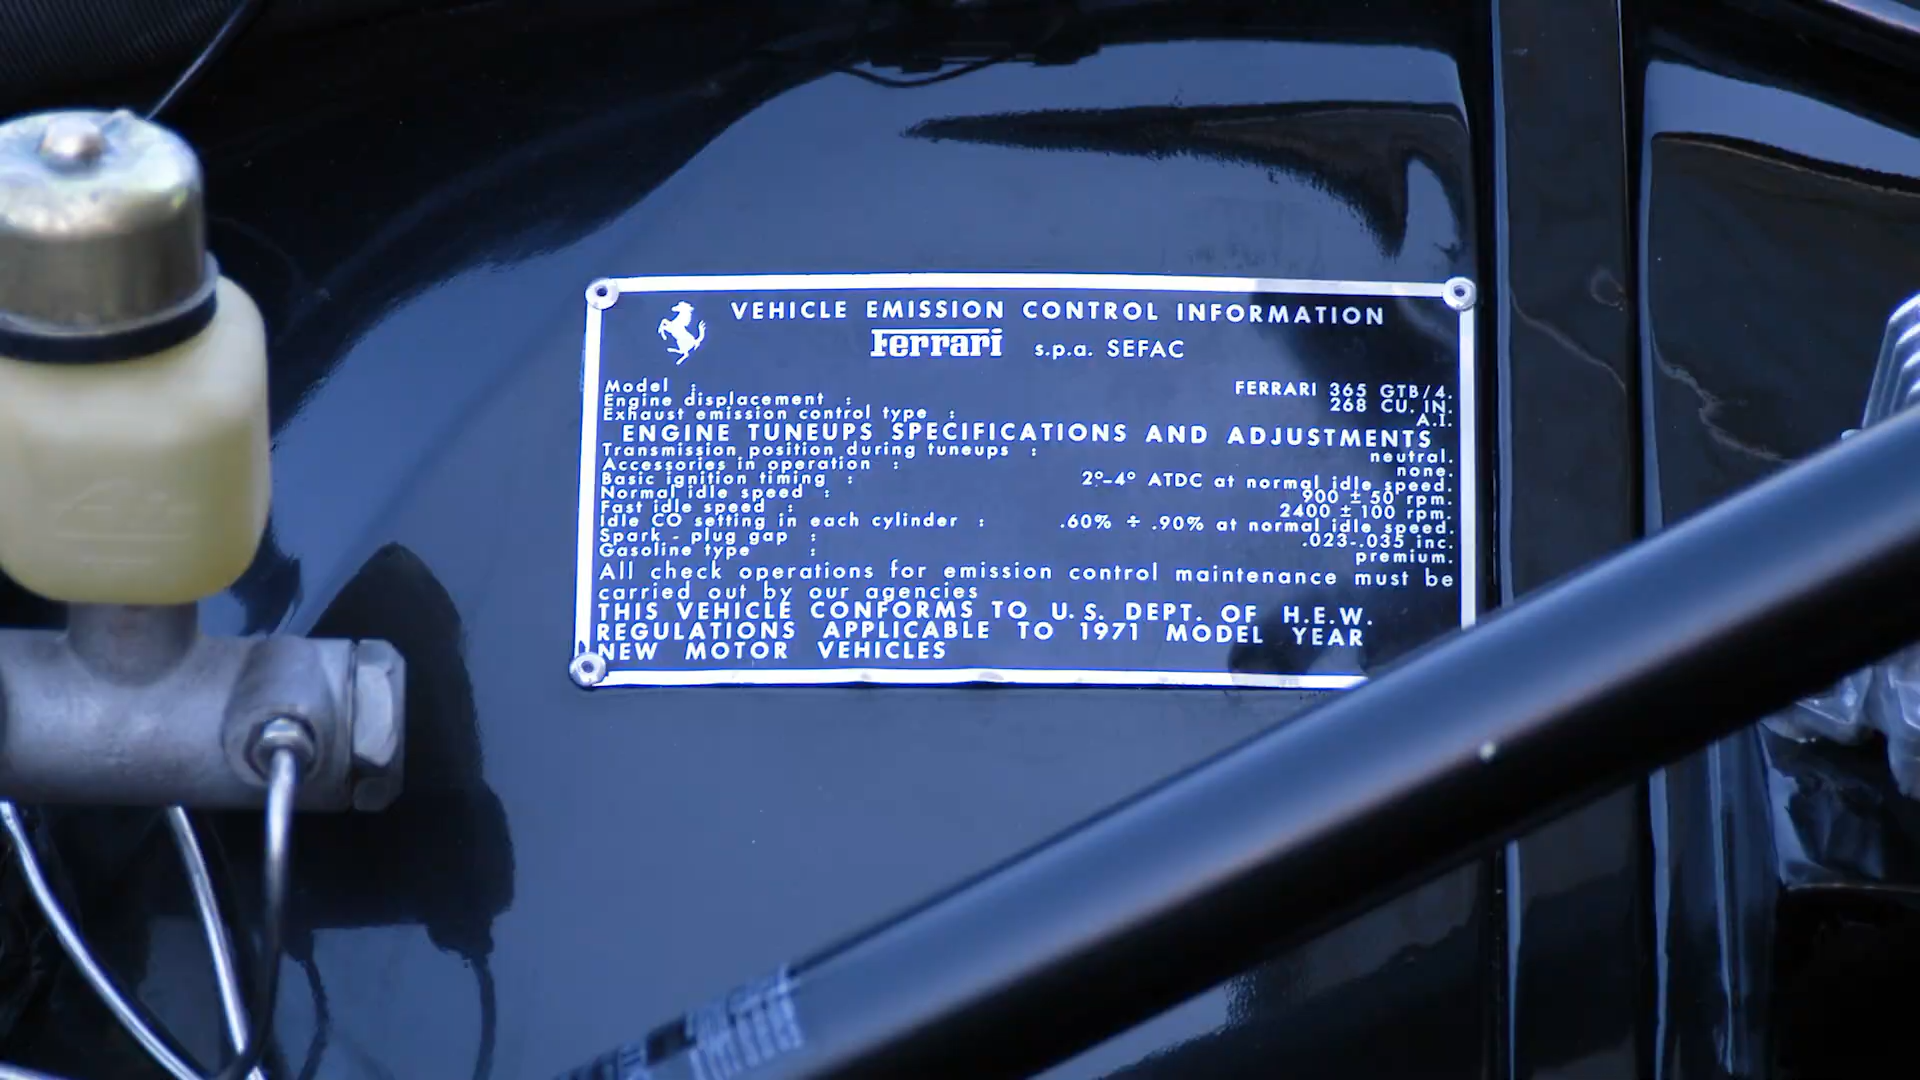 VEHICLE EMISSION CONTROL INFORMATION
Ferrari s.p.a. SEFAC
Model : FERRARI 365 GTB/4.
Engine displacement : 268 CU. IN.
Exhaust emission control type : A.I.
ENGINE TUNEUPS SPECIFICATIONS AND ADJUSTMENTS
Transmission position during tuneups : neutral.
Accessories in operation : none.
Basic ignition timing : 2°-4° ATDC at normal idle speed.
Normal idle speed : 900 ± 50 rpm.
Fast idle speed : 2400 ± 100 rpm.
Idle CO setting in each cylinder : .60% ÷ .90% at normal idle speed.
Spark - plug gap : .023-.035 inc.
Gasoline type : premium.
All check operations for emission control maintenance must be
carried out by our agencies
THIS VEHICLE CONFORMS TO U.S. DEPT. OF H.E.W.
REGULATIONS APPLICABLE TO 1971 MODEL YEAR
NEW MOTOR VEHICLES